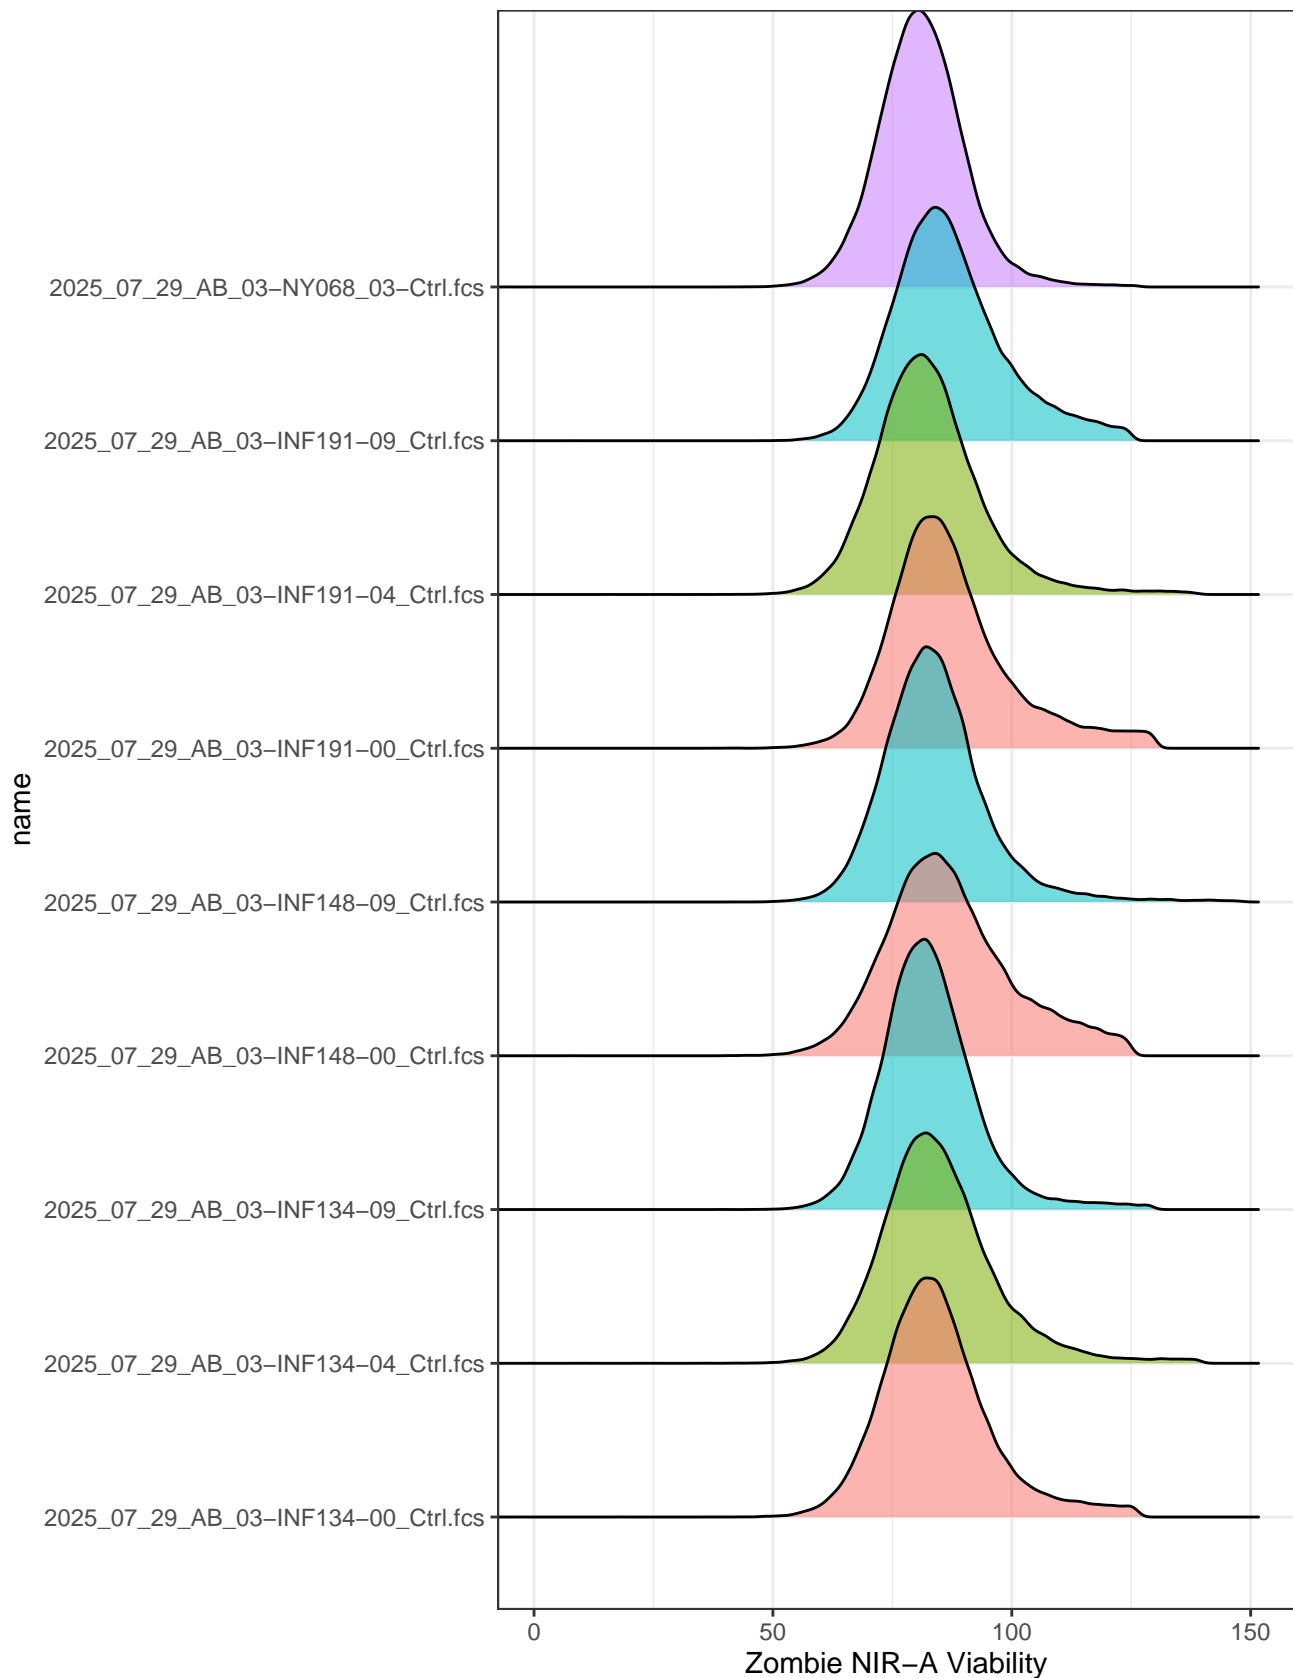 2025_07_29_AB_03−NY068_03−Ctrl.fcs
2025_07_29_AB_03−INF191−09_Ctrl.fcs
2025_07_29_AB_03−INF191−04_Ctrl.fcs
2025_07_29_AB_03−INF191−00_Ctrl.fcs
name
2025_07_29_AB_03−INF148−09_Ctrl.fcs
2025_07_29_AB_03−INF148−00_Ctrl.fcs
2025_07_29_AB_03−INF134−09_Ctrl.fcs
2025_07_29_AB_03−INF134−04_Ctrl.fcs
2025_07_29_AB_03−INF134−00_Ctrl.fcs
0 50 100 150
Zombie NIR−A Viability